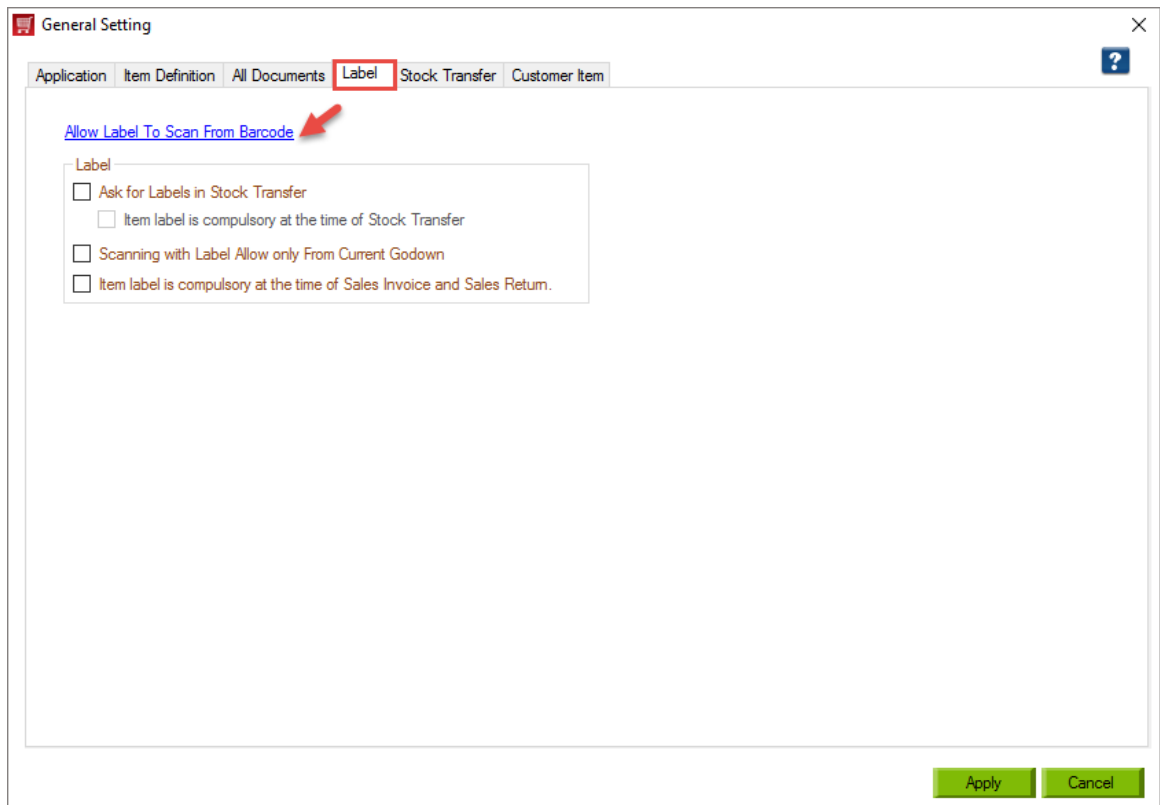 General Setting
?
Application Item Definition All Documents Label Stock Transfer Customer Item
Allow Label To Scan From Barcode
Label
Ask for Labels in Stock Transfer
Item label is compulsory at the time of Stock Transfer
Scanning with Label Allow only From Current Godown
Item label is compulsory at the time of Sales Invoice and Sales Return.
Apply Cancel